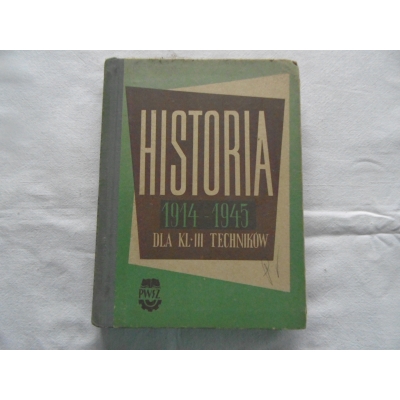 HISTORIA
1914-1945
DLA KL·III TECHNIKÓW
PWSZ